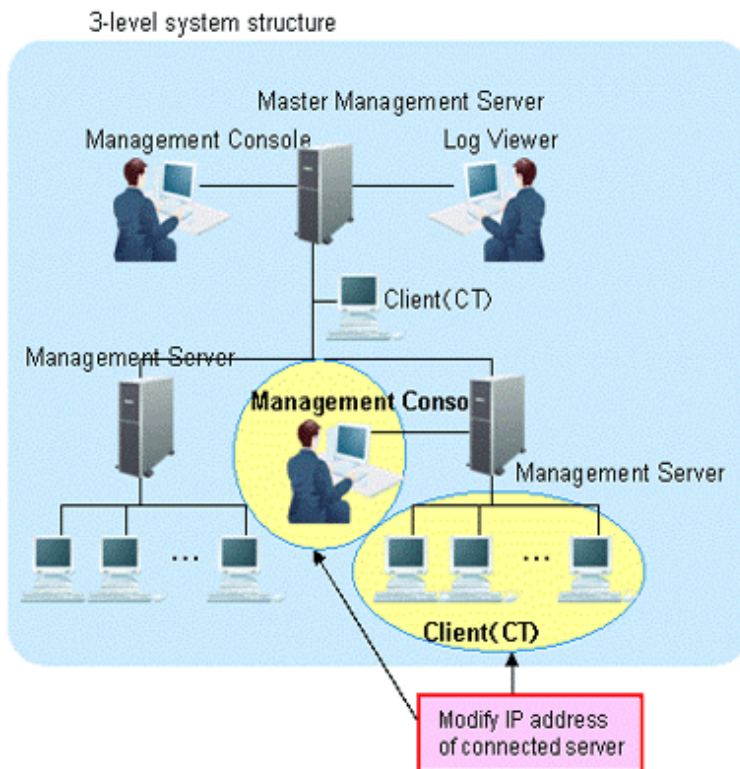 3-level system structure
Master Management Server
Management Console
Log Viewer
Client(CT)
Management Server
Management Conso
Management Server
...
...
Client(CT)
Modify IP address
of connected server